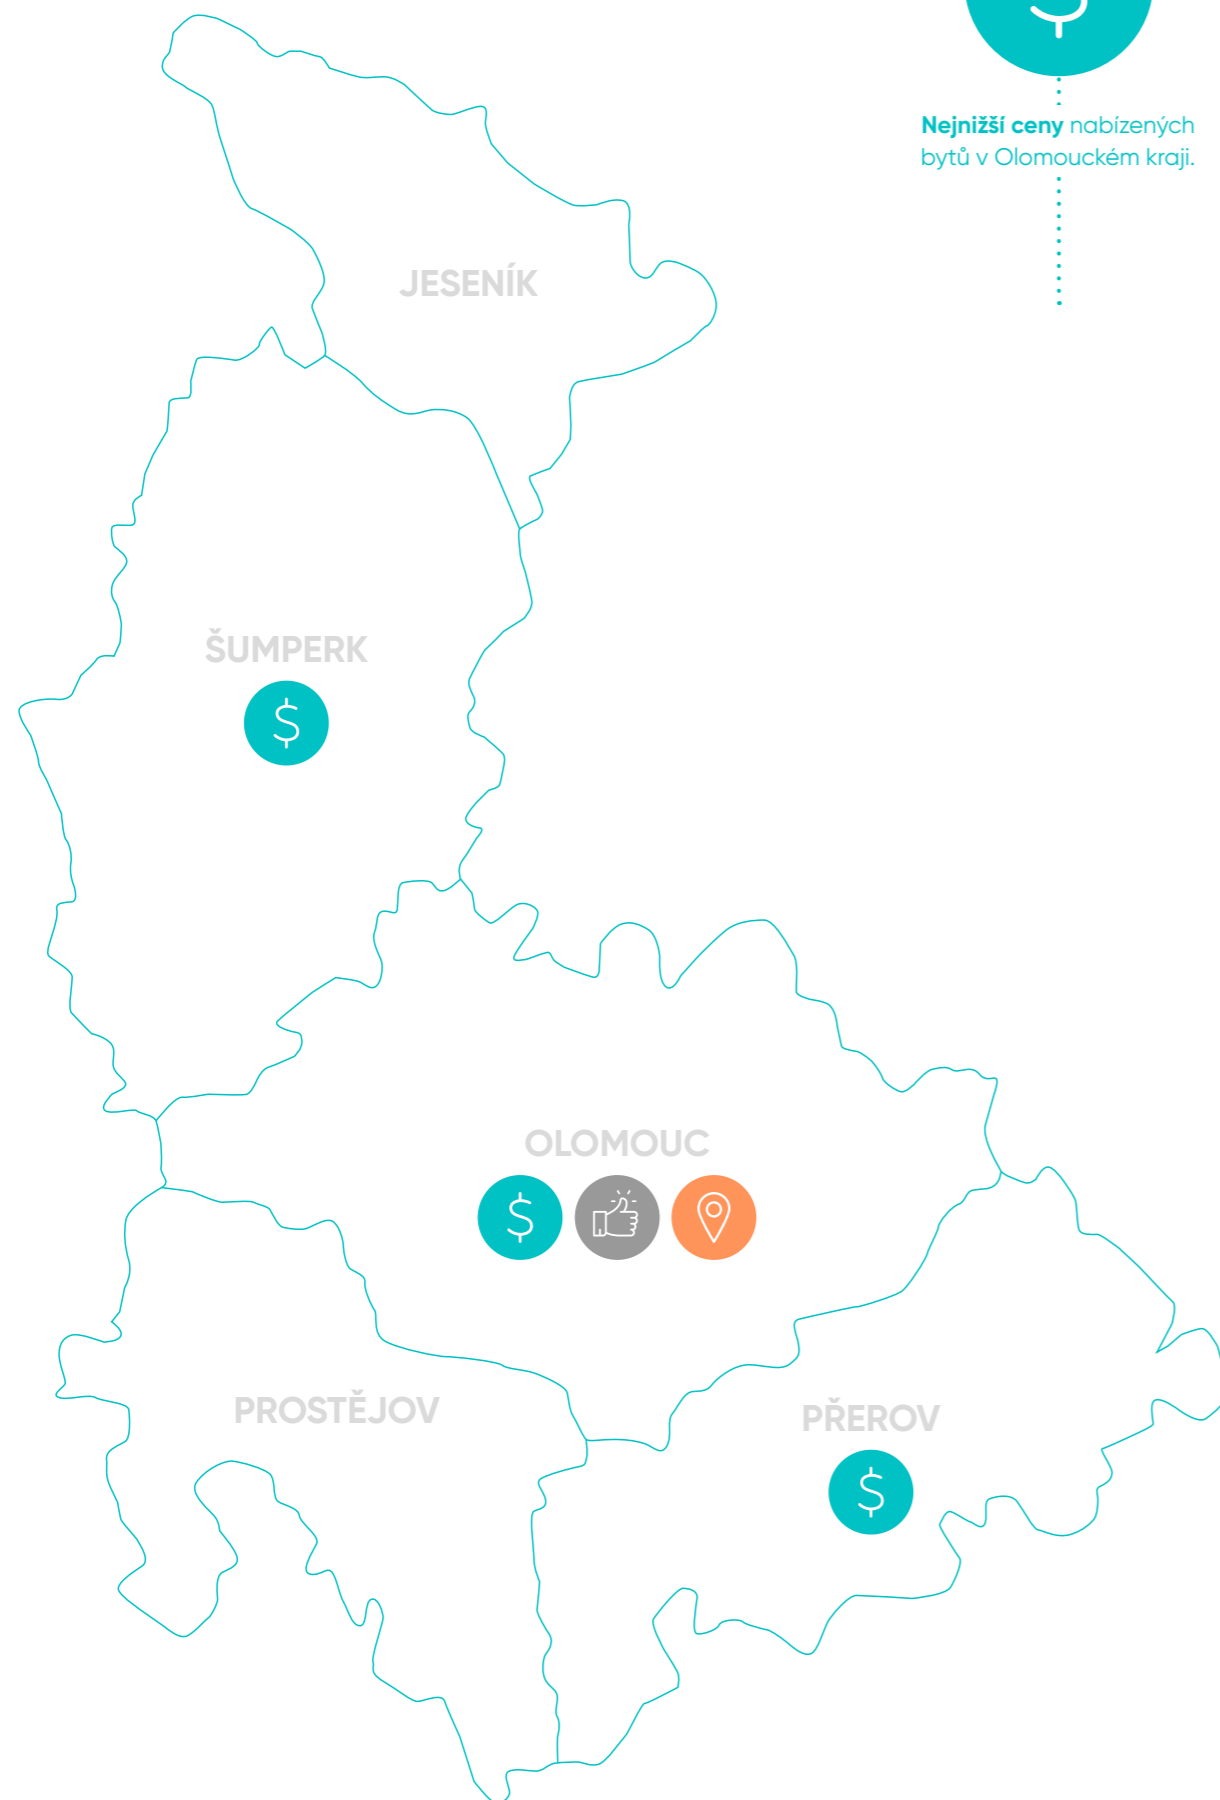 Nejnižší ceny nabízených
bytů v Olomouckém kraji.
JESENÍK
ŠUMPERK
$
OLOMOUC
$
PROSTĚJOV
PŘEROV
$